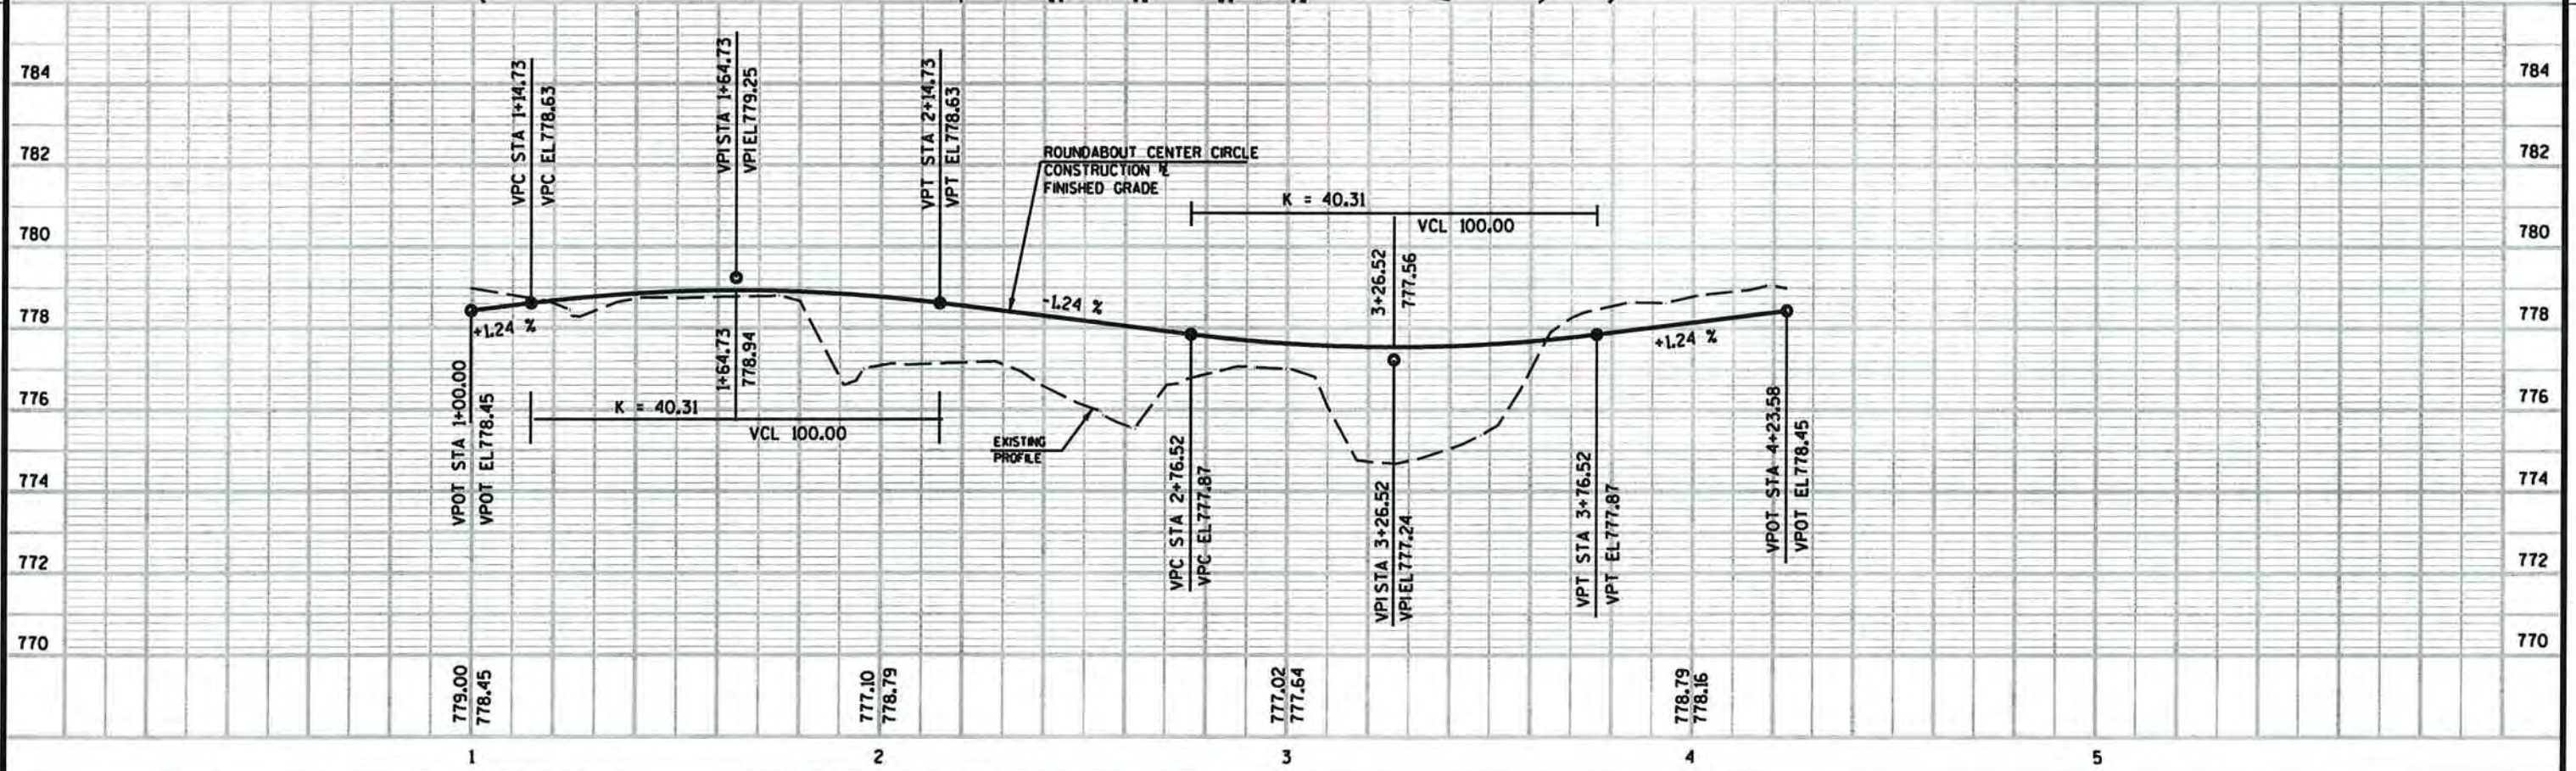 784
782
780
778
776
774
772
770
784
782
780
778
776
774
772
770
VPC STA 1+14.73
VPC EL 778.63
VPI STA 1+64.73
VPI EL 779.25
VPT STA 2+14.73
VPT EL 778.63
ROUNDABOUT CENTER CIRCLE
CONSTRUCTION ℄
FINISHED GRADE
K = 40.31
VCL 100.00
3+26.52
777.56
-1.24 %
+1.24 %
+1.24 %
1+64.73
778.94
VPOT STA 1+00.00
VPOT EL 778.45
K = 40.31
VCL 100.00
EXISTING
PROFILE
VPC STA 2+76.52
VPC EL 777.87
VPI STA 3+26.52
VPI EL 777.24
VPT STA 3+76.52
VPT EL 777.87
VPOT STA 4+23.58
VPOT EL 778.45
779.00
778.45
777.10
778.79
777.02
777.64
778.79
778.16
1
2
3
4
5